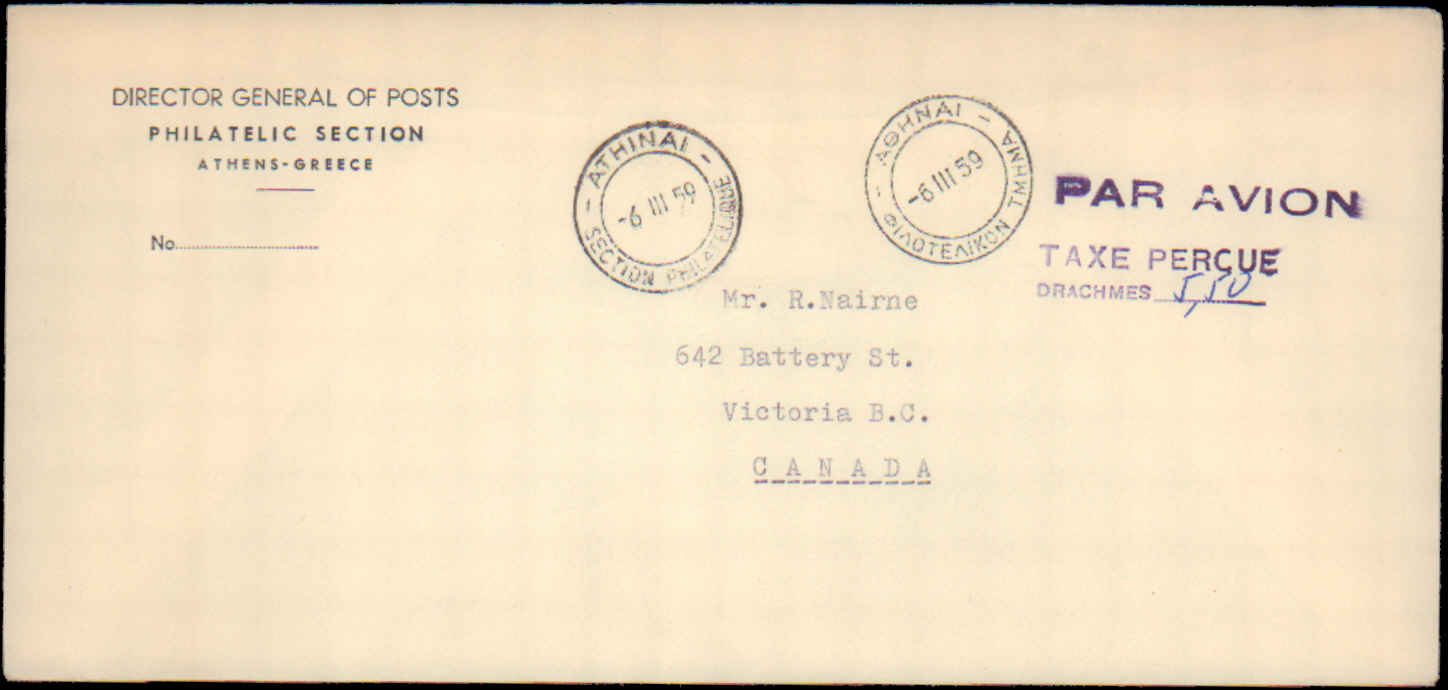 DIRECTOR GENERAL OF POSTS
PHILATELIC SECTION
ATHENS-GREECE
No
- ATHINAI -
SECTION PHILATELIQUE
-6 III 59
- ΑΘΗΝΑΙ -
ΦΙΛΟΤΕΛΙΚΟΝ ΤΜΗΜΑ
-6 III 59
PAR AVION
TAXE PERÇUE
DRACHMES 5,50
Mr. R.Nairne
642 Battery St.
Victoria B.C.
CANADA